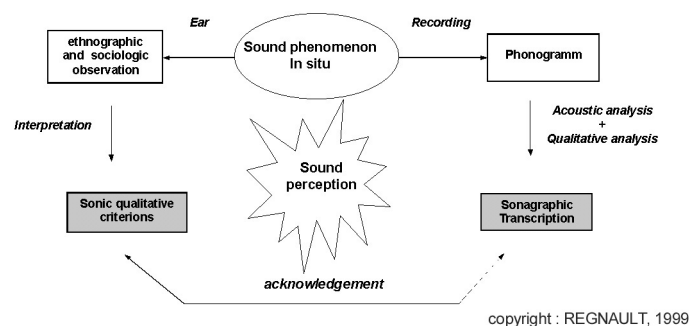 Ear
Recording
ethnographic
and sociologic
observation
Sound phenomenon
In situ
Phonogramm
Interpretation
Acoustic analysis
+
Qualitative analysis
Sound
perception
Sonic qualitative
criterions
Sonagraphic
Transcription
acknowledgement
copyright : REGNAULT, 1999